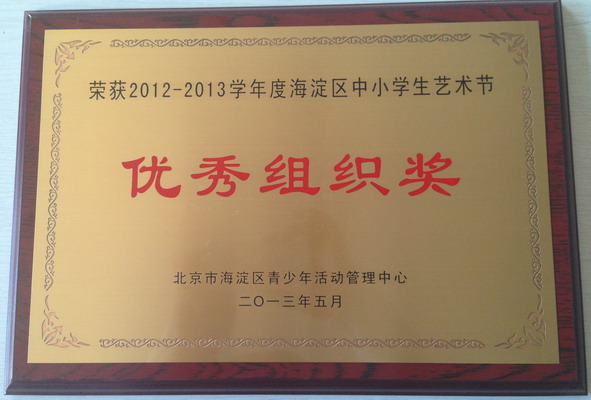 荣获2012-2013学年度海淀区中小学生艺术节
优秀组织奖
北京市海淀区青少年活动管理中心
二〇一三年五月